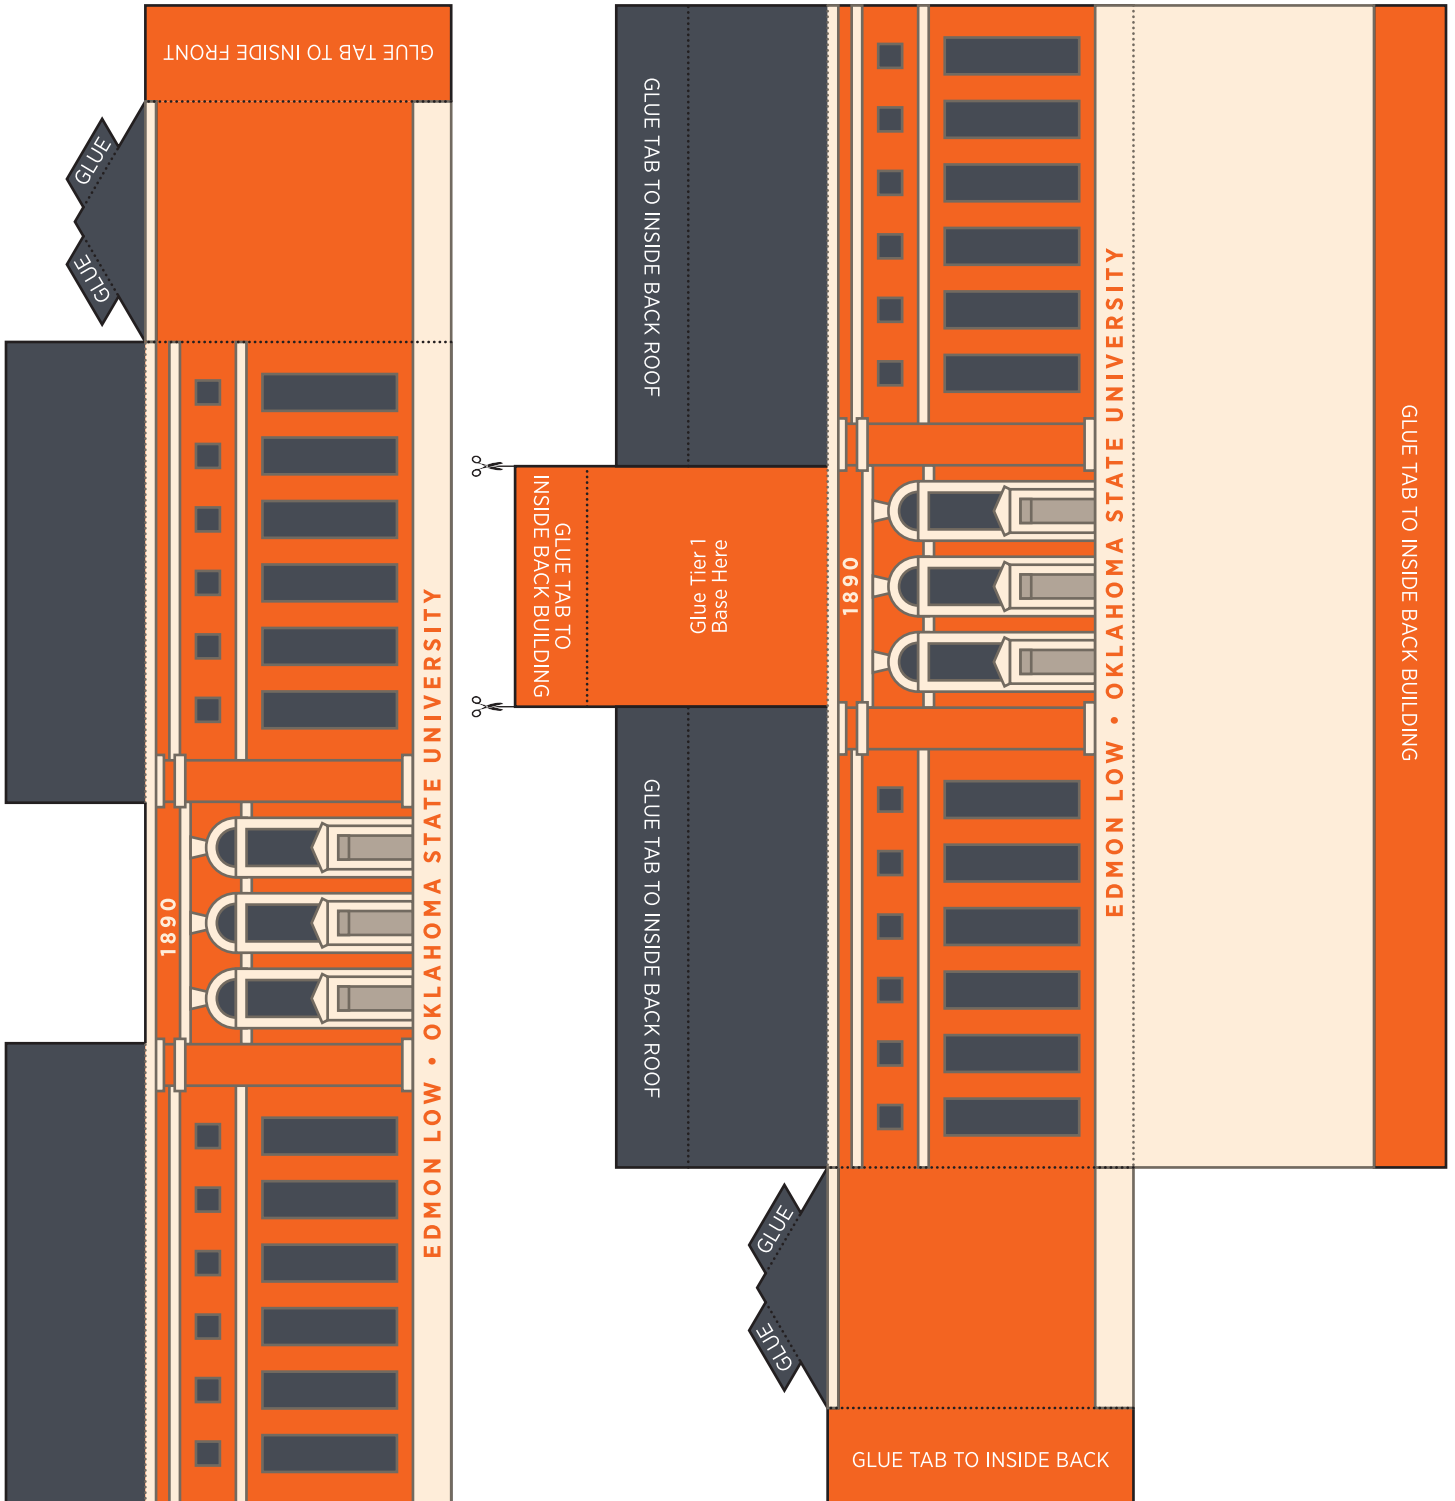 GLUE TAB TO INSIDE FRONT
GLUE
GLUE
1890
EDMON LOW • OKLAHOMA STATE UNIVERSITY
GLUE TAB TO INSIDE BACK ROOF
GLUE TAB TO
INSIDE BACK BUILDING
Glue Tier 1
Base Here
GLUE TAB TO INSIDE BACK ROOF
1890
EDMON LOW • OKLAHOMA STATE UNIVERSITY
GLUE TAB TO INSIDE BACK BUILDING
GLUE
GLUE
GLUE TAB TO INSIDE BACK